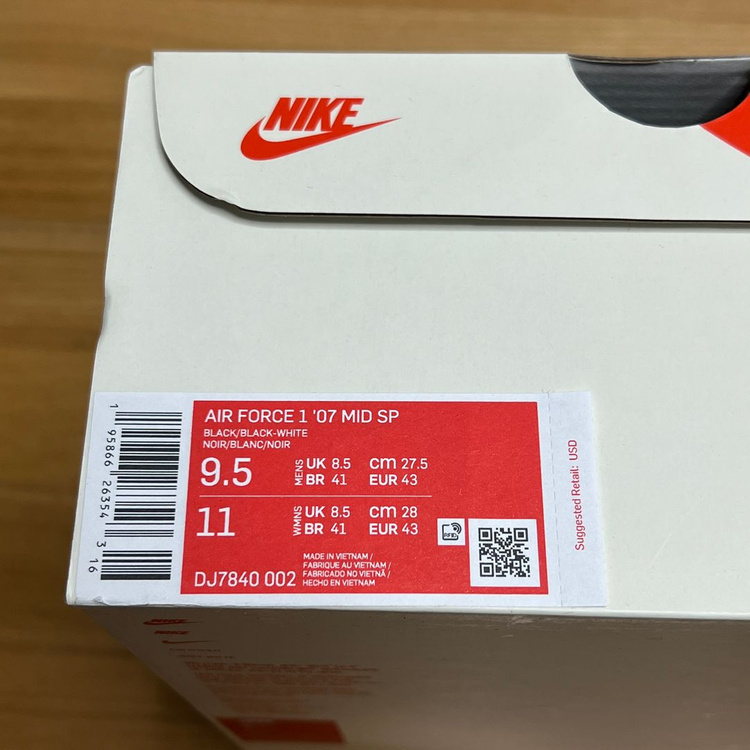 NIKE
AIR FORCE 1 '07 MID SP
BLACK/BLACK-WHITE
NOIR/BLANC/NOIR
9.5 MENS UK 8.5 cm 27.5
BR 41 EUR 43
11 WMNS UK 8.5 cm 28
BR 41 EUR 43
RFID
DJ7840 002
MADE IN VIETNAM /
FABRIQUE AU VIETNAM /
FABRICADO NO VIETNÃ /
HECHO EN VIETNAM
1 95866 26354 3 16
Suggested Retail: USD
NIKE
NIKE